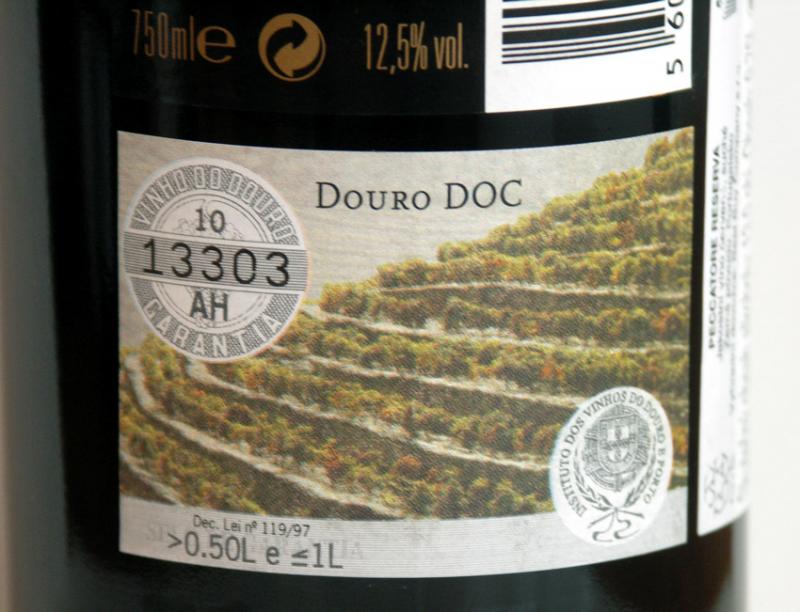 750ml e 12,5% vol.
5 60
DOURO DOC
VINHO DO DOURO
10
13303
AH
GARANTIA
INSTITUTO DOS VINHOS DO DOURO E PORTO
Dec. Lei nº 119/97
>0.50L e ≤1L
PECCATORE RESERVA